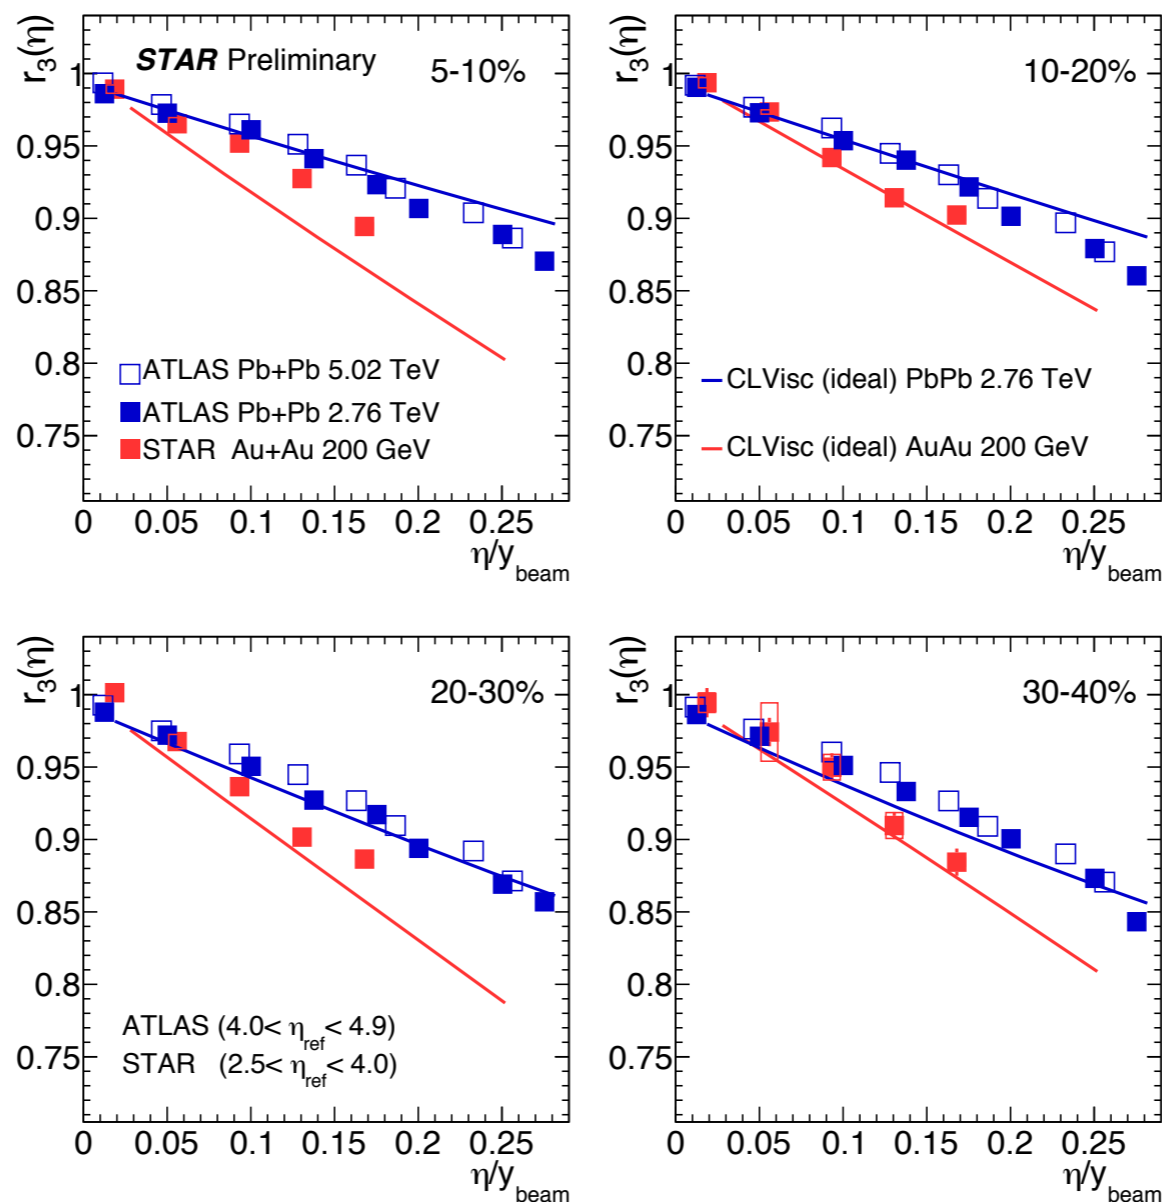 STAR Preliminary
5-10%
r3(η)
1
0.95
0.9
0.85
0.8
0.75
ATLAS Pb+Pb 5.02 TeV
ATLAS Pb+Pb 2.76 TeV
STAR Au+Au 200 GeV
0 0.05 0.1 0.15 0.2 0.25
η/ybeam
10-20%
r3(η)
1
0.95
0.9
0.85
0.8
0.75
CLVisc (ideal) PbPb 2.76 TeV
CLVisc (ideal) AuAu 200 GeV
0 0.05 0.1 0.15 0.2 0.25
η/ybeam
20-30%
r3(η)
1
0.95
0.9
0.85
0.8
0.75
ATLAS (4.0< ηref < 4.9)
STAR (2.5< ηref < 4.0)
0 0.05 0.1 0.15 0.2 0.25
η/ybeam
30-40%
r3(η)
1
0.95
0.9
0.85
0.8
0.75
0 0.05 0.1 0.15 0.2 0.25
η/ybeam